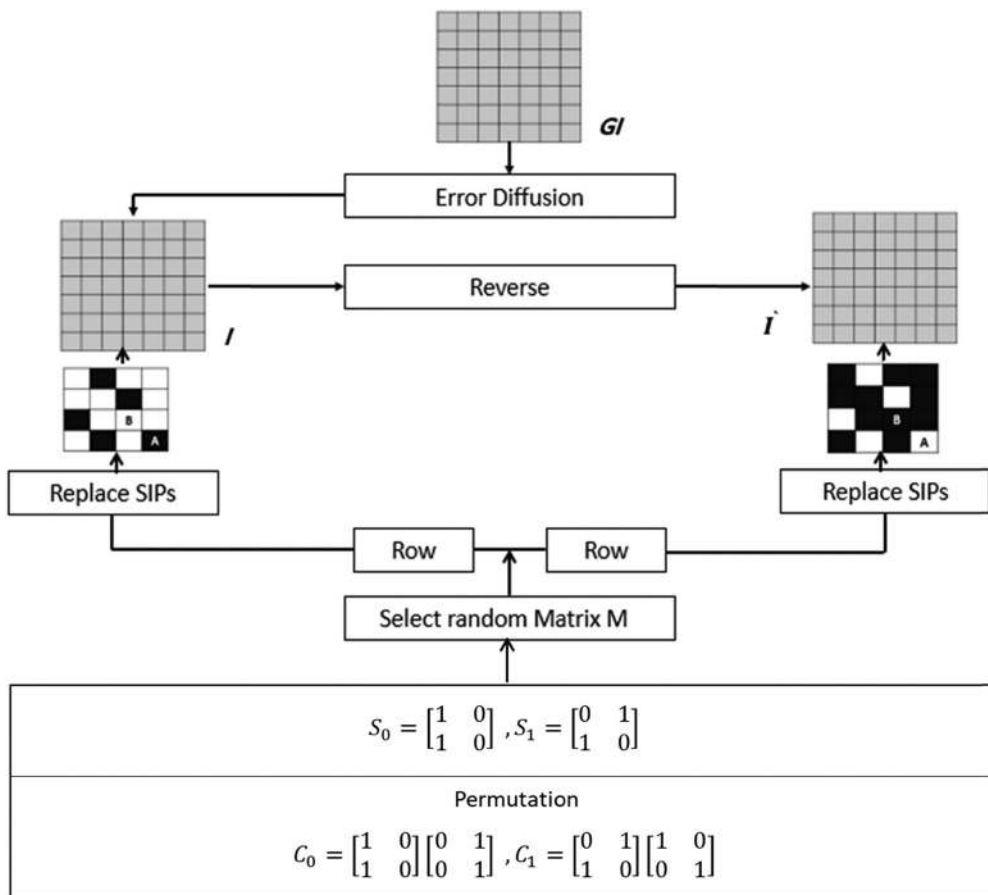 GI
Error Diffusion
Reverse
I
I`
B
A
B
A
Replace SIPs
Replace SIPs
Row
Row
Select random Matrix M
S₀ = [1 0
1 0] , S₁ = [0 1
1 0]
Permutation
C₀ = [1 0
1 0] [0 1
0 1] , C₁ = [0 1
1 0] [1 0
0 1]